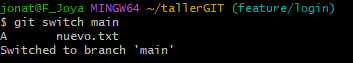 jonat@F_Joya MINGW64 ~/tallerGIT (feature/login)
$ git switch main
A       nuevo.txt
Switched to branch 'main'